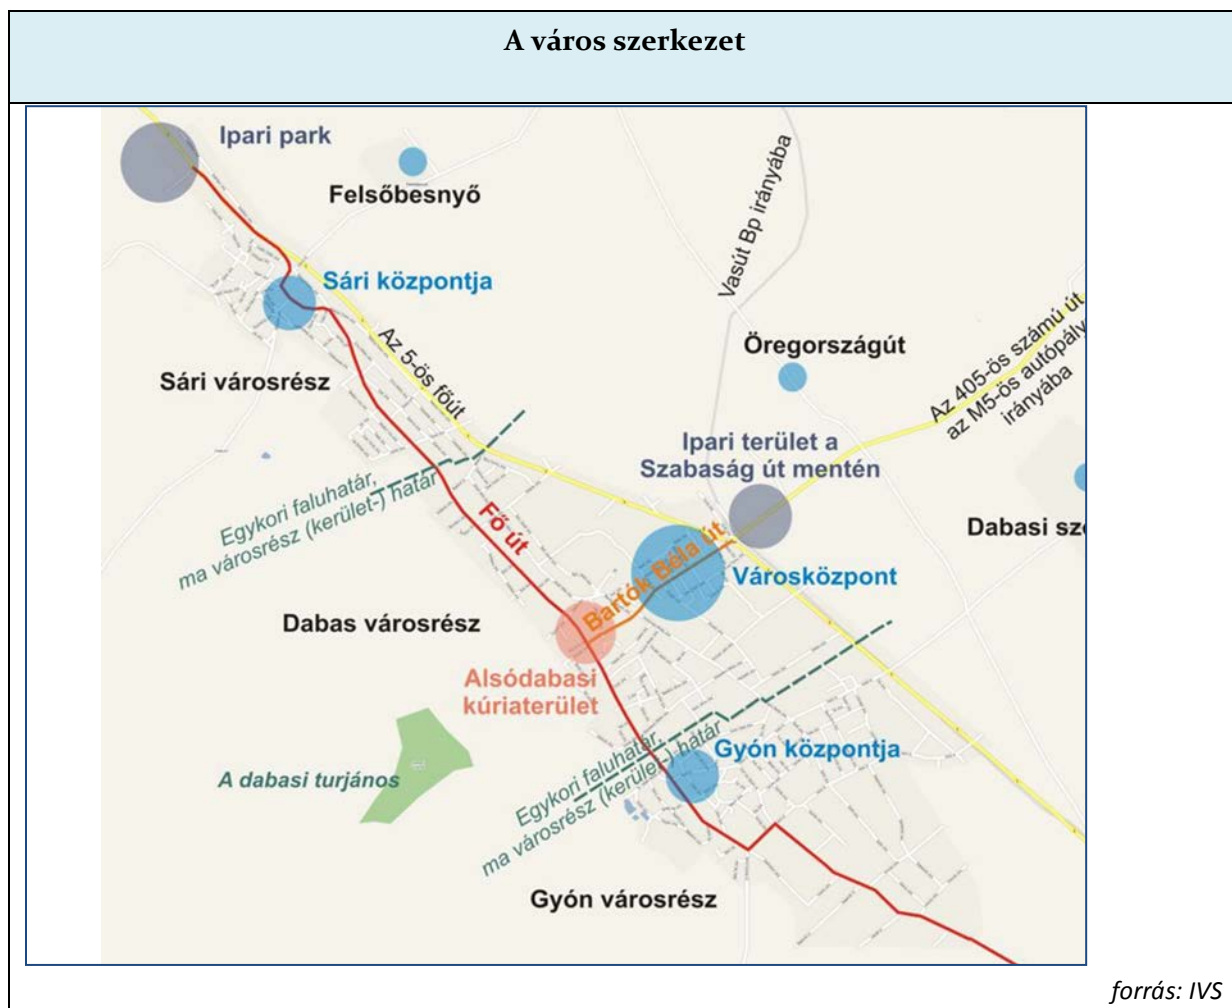 A város szerkezet
Ipari park
Felsőbesnyő
Sári központja
Vasút Bp irányába
Az 5-ös főút
Öregországút
Sári városrész
Az 405-ös számú út
az M5-ös autópály
irányába
Ipari terület a
Szabaság út mentén
Egykori faluhatár,
ma városrész (kerület-) határ
Fő út
Dabasi sze
Bartók Béla út
Városközpont
Dabas városrész
Alsódabasi
kúriaterület
A dabasi turjános
Egykori faluhatár,
ma városrész (kerület-) határ
Gyón központja
Gyón városrész
forrás: IVS